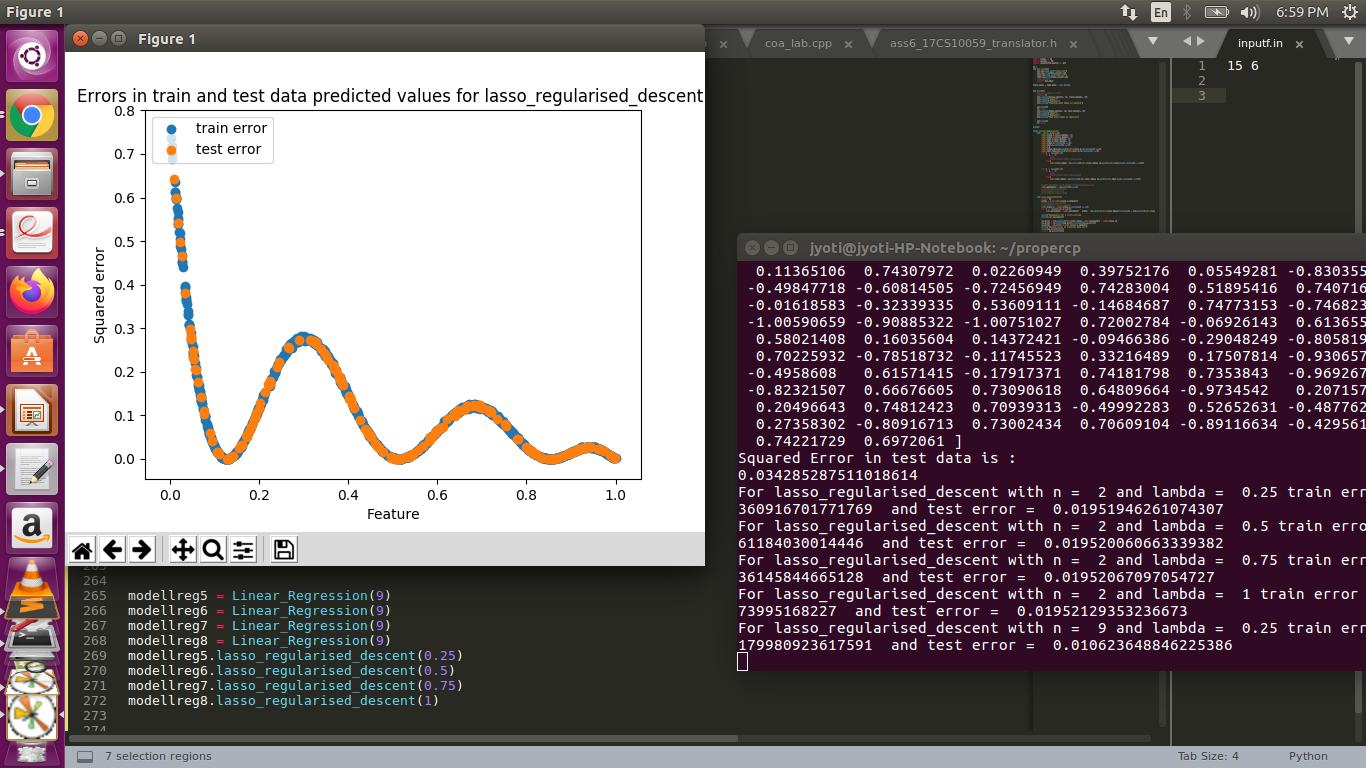 Figure 1
En
6:59 PM
Figure 1
coa_lab.cpp
ass6_17CS10059_translator.h
inputf.in
1 15 6
2
3
Errors in train and test data predicted values for lasso_regularised_descent
train error
test error
0.8
0.7
0.6
0.5
0.4
0.3
0.2
0.1
0.0
Squared error
0.0 0.2 0.4 0.6 0.8 1.0
Feature
jyoti@jyoti-HP-Notebook: ~/propercp
0.11365106 0.74307972 0.02260949 0.39752176 0.05549281 -0.830355
-0.49847718 -0.60814505 -0.72456949 0.74283004 0.51895416 0.740716
-0.01618583 -0.32339335 0.53609111 -0.14684687 0.74773153 -0.746823
-1.00590659 -0.90885322 -1.00751027 0.72002784 -0.06926143 0.613655
0.58021408 0.16035604 0.14372421 -0.09466386 -0.29048249 -0.805819
0.70225932 -0.78518732 -0.11745523 0.33216489 0.17507814 -0.930657
-0.4958608 0.61571415 -0.17917371 0.74181798 0.7353843 -0.969267
-0.82321507 0.66676605 0.73090618 0.64809664 -0.9734542 0.207157
0.20496643 0.74812423 0.70939313 -0.49992283 0.52652631 -0.487762
0.27358302 -0.80916713 0.73002434 0.70609104 -0.89116634 -0.429561
0.74221729 0.6972061 ]
Squared Error in test data is :
0.034285287511018614
For lasso_regularised_descent with n = 2 and lambda = 0.25 train err
360916701771769 and test error = 0.01951946261074307
For lasso_regularised_descent with n = 2 and lambda = 0.5 train erro
61184030014446 and test error = 0.019520060663339382
For lasso_regularised_descent with n = 2 and lambda = 0.75 train err
36145844665128 and test error = 0.01952067097054727
For lasso_regularised_descent with n = 2 and lambda = 1 train error
73995168227 and test error = 0.01952129353236673
For lasso_regularised_descent with n = 9 and lambda = 0.25 train err
179980923617591 and test error = 0.010623648846225386
264
265 modellreg5 = Linear_Regression(9)
266 modellreg6 = Linear_Regression(9)
267 modellreg7 = Linear_Regression(9)
268 modellreg8 = Linear_Regression(9)
269 modellreg5.lasso_regularised_descent(0.25)
270 modellreg6.lasso_regularised_descent(0.5)
271 modellreg7.lasso_regularised_descent(0.75)
272 modellreg8.lasso_regularised_descent(1)
273
274
7 selection regions
Tab Size: 4
Python